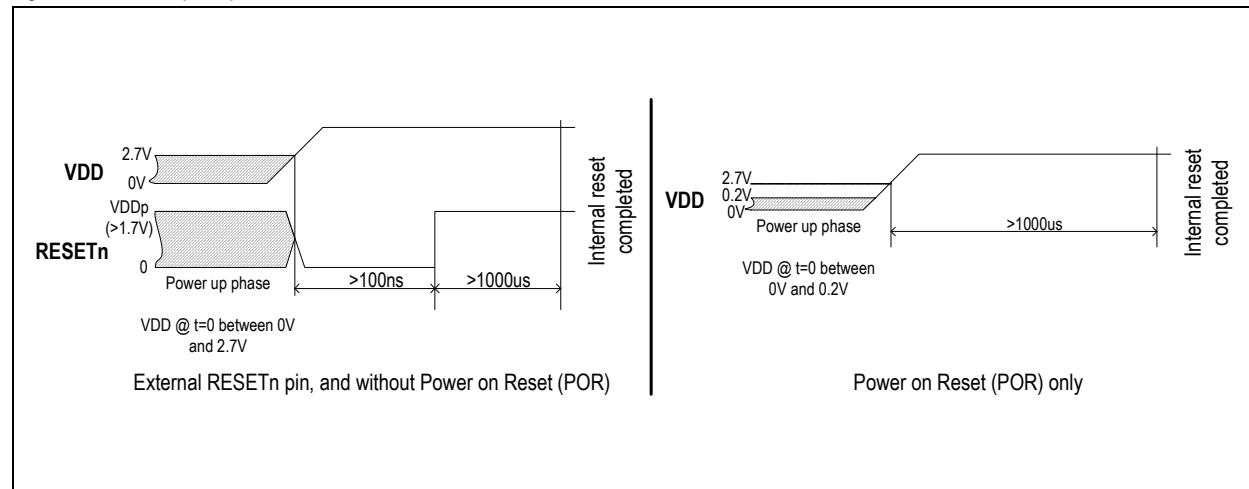 2.7V
VDD
0V
VDDp
(>1.7V)
RESETn
0
Power up phase
>100ns
>1000us
VDD @ t=0 between 0V
and 2.7V
Internal reset
completed
External RESETn pin, and without Power on Reset (POR)
2.7V
0.2V
VDD
0V
Power up phase
>1000us
VDD @ t=0 between
0V and 0.2V
Internal reset
completed
Power on Reset (POR) only